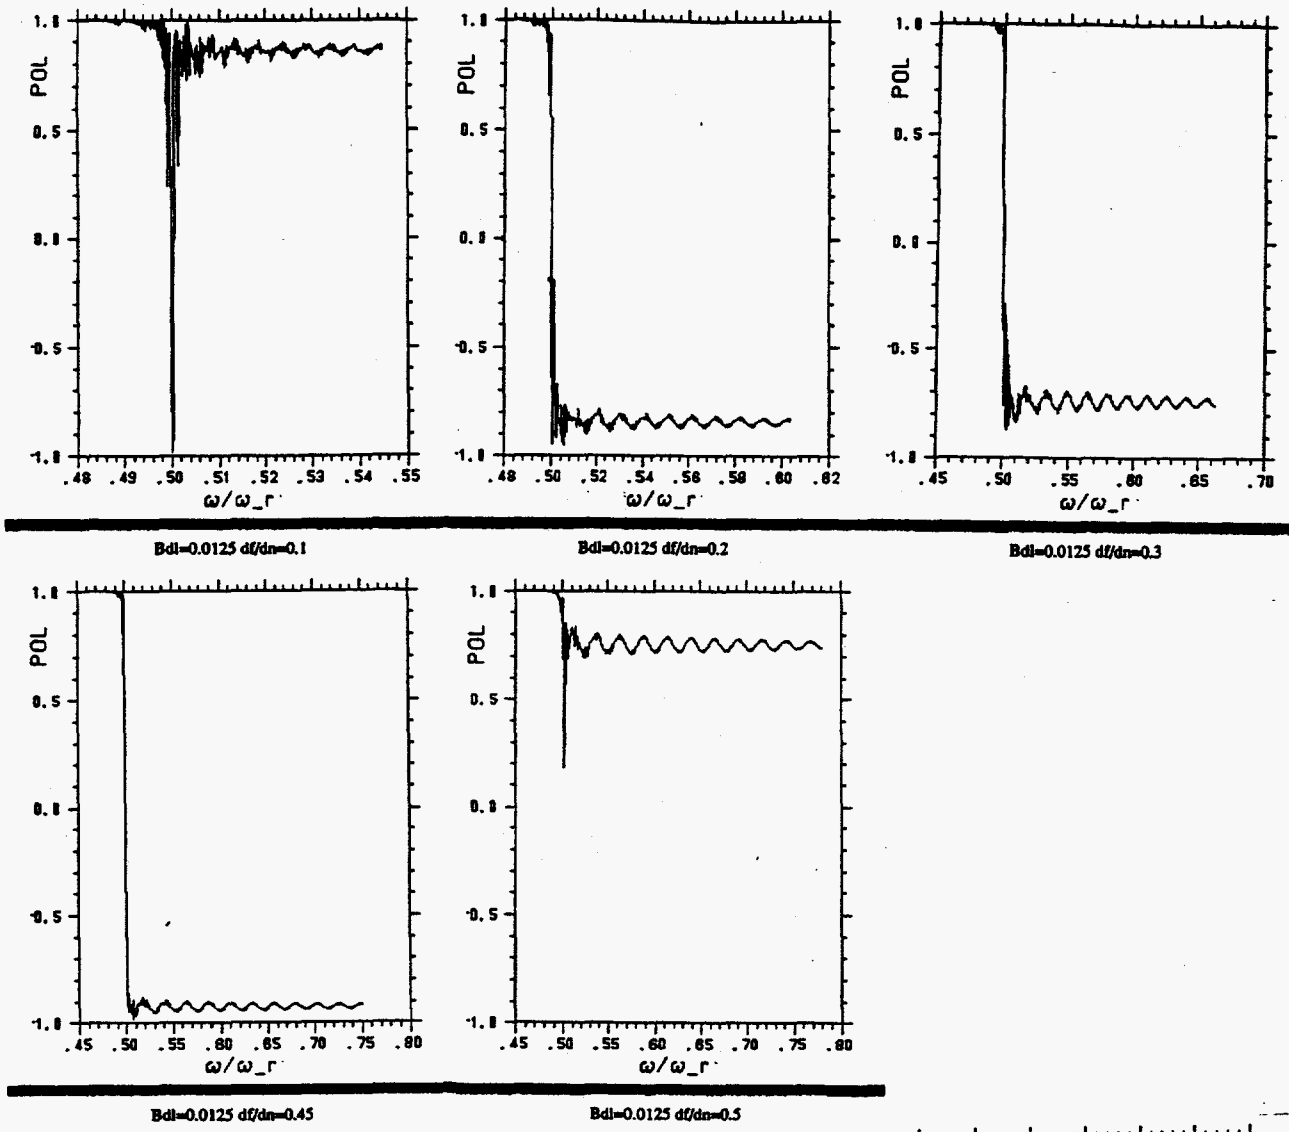 1.0
POL
0.5
0.0
-0.5
-1.0
.48 .49 .50 .51 .52 .53 .54 .55
ω/ω_r
1.0
POL
0.5
0.0
-0.5
-1.0
.48 .50 .52 .54 .56 .58 .60 .62
ω/ω_r
1.0
POL
0.5
0.0
-0.5
-1.0
.45 .50 .55 .60 .65 .70
ω/ω_r
Bdl=0.0125 df/dn=0.1
Bdl=0.0125 df/dn=0.2
Bdl=0.0125 df/dn=0.3
1.0
POL
0.5
0.0
-0.5
-1.0
.45 .50 .55 .60 .65 .70 .75 .80
ω/ω_r
1.0
POL
0.5
0.0
-0.5
-1.0
.45 .50 .55 .60 .65 .70 .75 .80
ω/ω_r
Bdl=0.0125 df/dn=0.45
Bdl=0.0125 df/dn=0.5